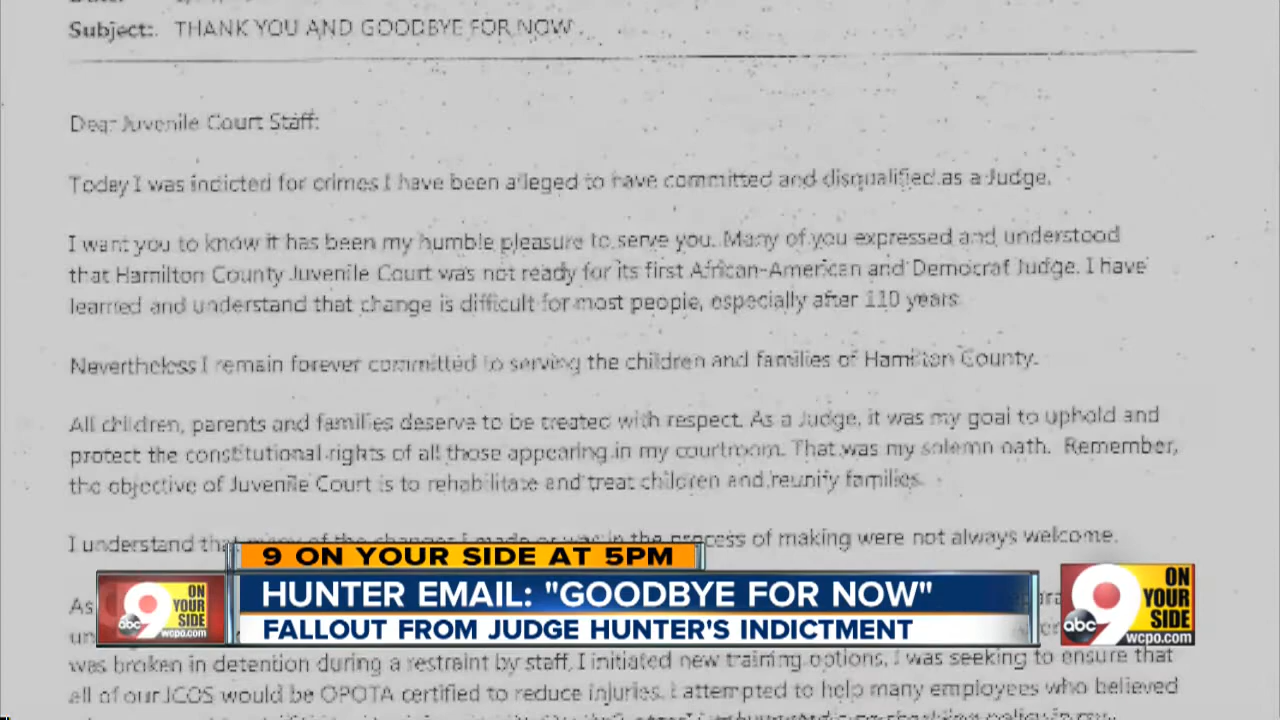 Subject: THANK YOU AND GOODBYE FOR NOW
Dear Juvenile Court Staff:
Today I was indicted for crimes I have been alleged to have committed and disqualified as a Judge.
I want you to know it has been my humble pleasure to serve you. Many of you expressed and understood
that Hamilton County Juvenile Court was not ready for its first African-American and Democrat Judge. I have
learned and understand that change is difficult for most people, especially after 110 years
Nevertheless I remain forever committed to serving the children and families of Hamilton County.
All children, parents and families deserve to be treated with respect. As a Judge, it was my goal to uphold and
protect the constitutional rights of all those appearing in my courtroom. That was my solemn oath. Remember,
the objective of Juvenile Court is to rehabilitate and treat children and reunify families.
I understand that many of the changes I made or was in the process of making were not always welcome.
9 ON YOUR SIDE AT 5PM
HUNTER EMAIL: "GOODBYE FOR NOW"
FALLOUT FROM JUDGE HUNTER'S INDICTMENT
abc 9 ON YOUR SIDE wcpo.com
abc 9 ON YOUR SIDE wcpo.com
As
was broken in detention during a restraint by staff, I initiated new training options, I was seeking to ensure that
all of our JCOS would be OPOTA certified to reduce injuries. I attempted to help many employees who believed